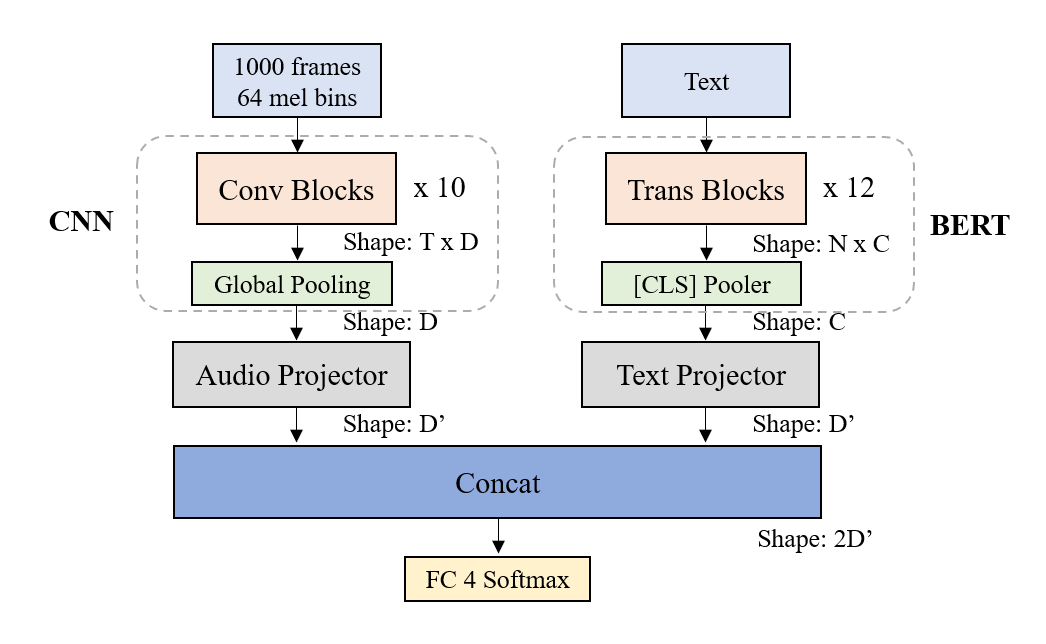 1000 frames
64 mel bins
Text
Conv Blocks
x 10
Trans Blocks
x 12
CNN
BERT
Shape: T x D
Shape: N x C
Global Pooling
[CLS] Pooler
Shape: D
Shape: C
Audio Projector
Text Projector
Shape: D’
Shape: D’
Concat
Shape: 2D’
FC 4 Softmax